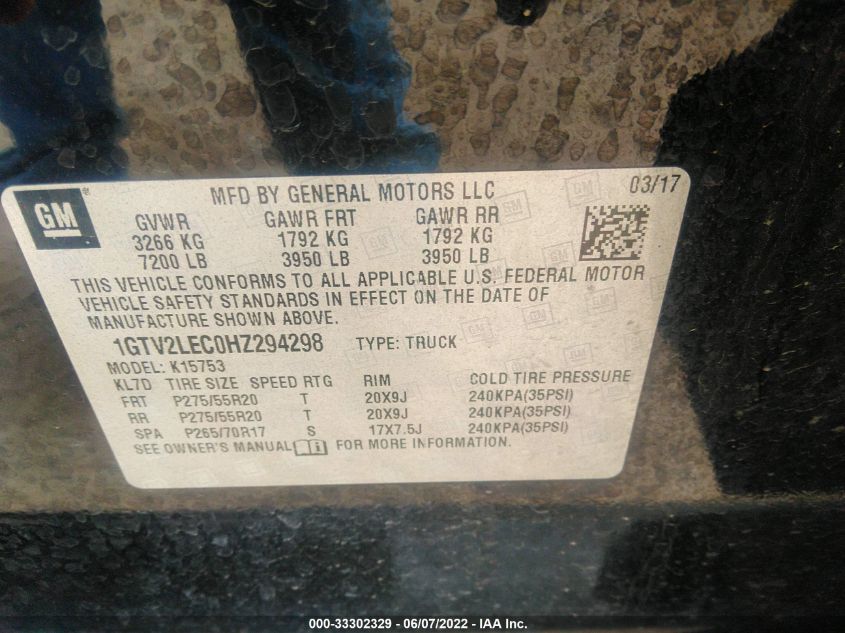 GM® MFD BY GENERAL MOTORS LLC 03/17
GVWR GAWR FRT GAWR RR
3266 KG 1792 KG 1792 KG
7200 LB 3950 LB 3950 LB
THIS VEHICLE CONFORMS TO ALL APPLICABLE U.S. FEDERAL MOTOR
VEHICLE SAFETY STANDARDS IN EFFECT ON THE DATE OF
MANUFACTURE SHOWN ABOVE.
1GTV2LEC0HZ294298 TYPE: TRUCK
MODEL: K15753
KL7D TIRE SIZE SPEED RTG RIM COLD TIRE PRESSURE
FRT P275/55R20 T 20X9J 240KPA(35PSI)
RR P275/55R20 T 20X9J 240KPA(35PSI)
SPA P265/70R17 S 17X7.5J 240KPA(35PSI)
SEE OWNER'S MANUAL FOR MORE INFORMATION.
000-33302329 - 06/07/2022 - IAA Inc.